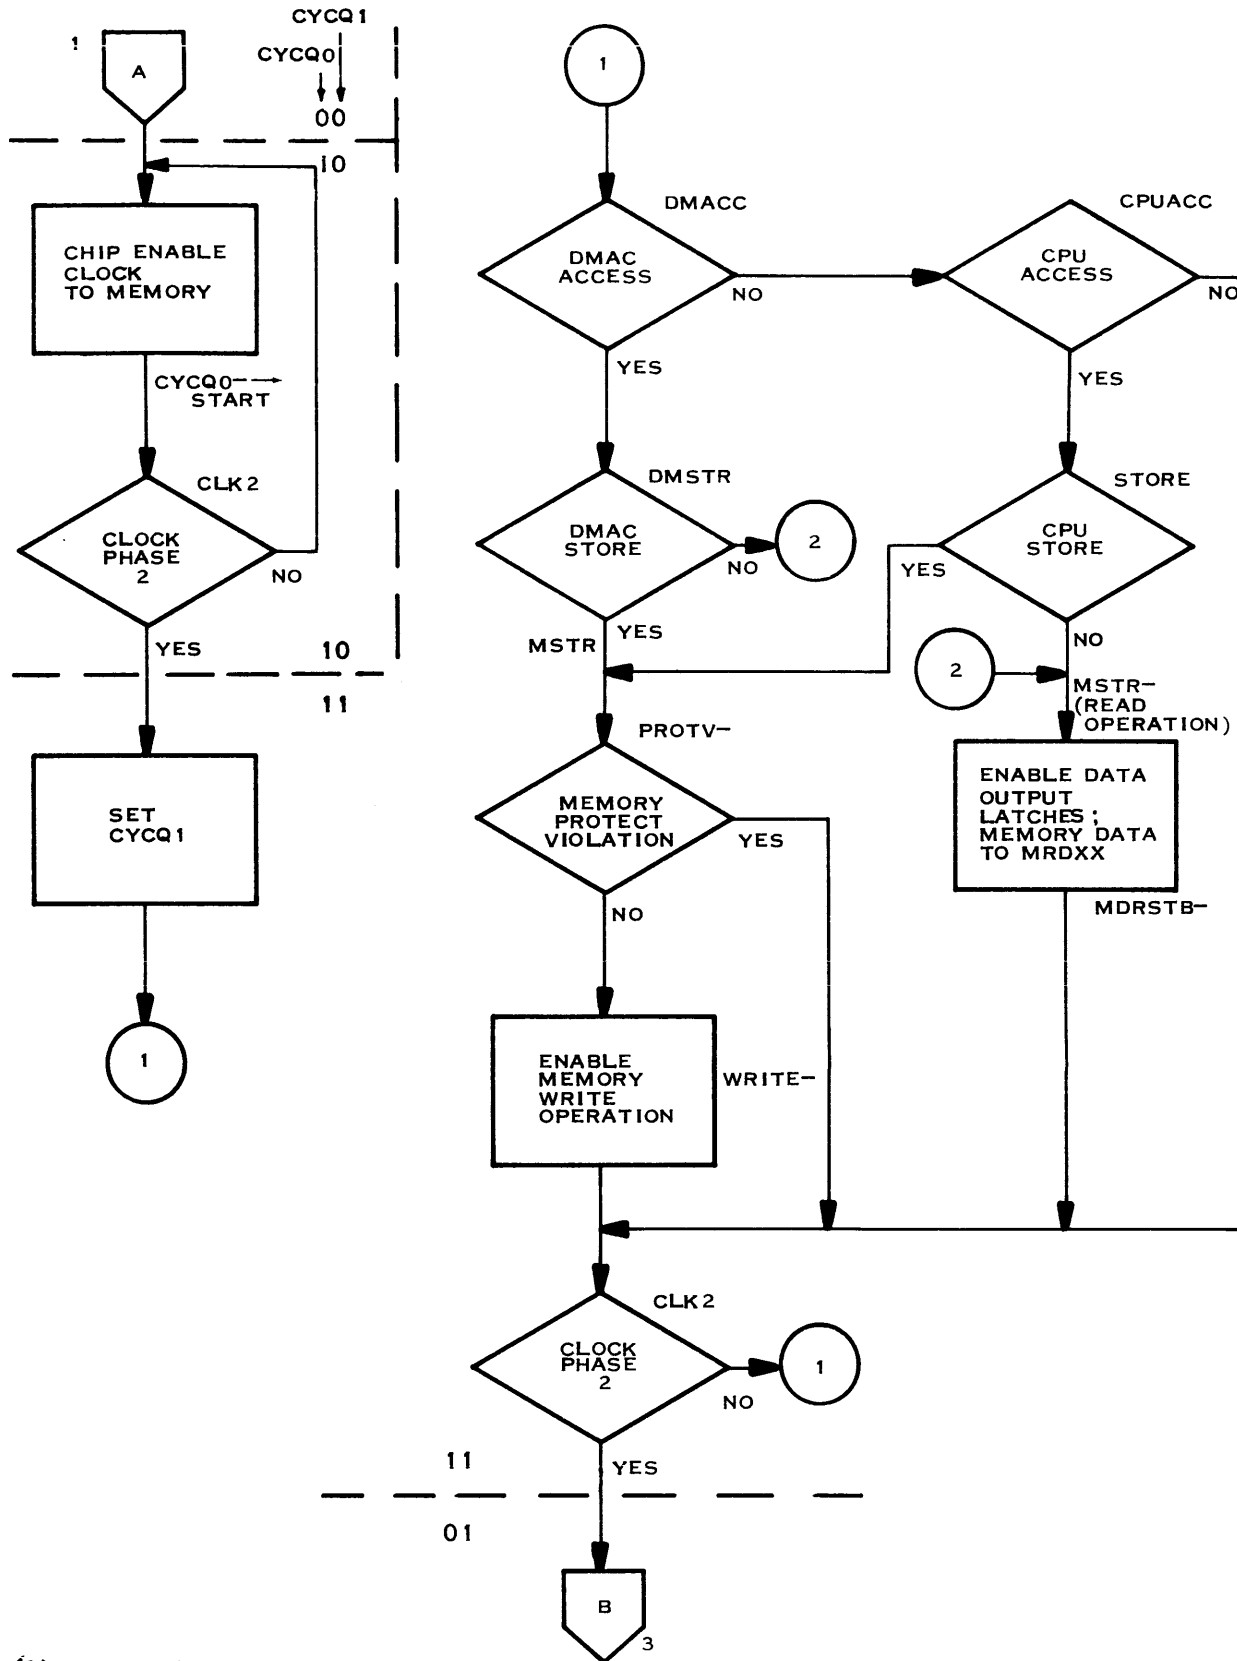 1
A
CYCQ1
CYCQ0
00
10
CHIP ENABLE
CLOCK
TO MEMORY
CYCQ0-→
START
CLK2
CLOCK
PHASE
2
NO
YES
10
11
SET
CYCQ1
1
1
DMACC
DMAC
ACCESS
NO
YES
CPUACC
CPU
ACCESS
NO
YES
DMSTR
DMAC
STORE
NO
2
YES
MSTR
STORE
CPU
STORE
YES
NO
2
MSTR-
(READ
OPERATION)
PROTV-
MEMORY
PROTECT
VIOLATION
YES
NO
ENABLE DATA
OUTPUT
LATCHES;
MEMORY DATA
TO MRDXX
MDRSTB-
ENABLE
MEMORY
WRITE
OPERATION
WRITE-
CLK2
CLOCK
PHASE
2
NO
1
YES
11
01
B
3